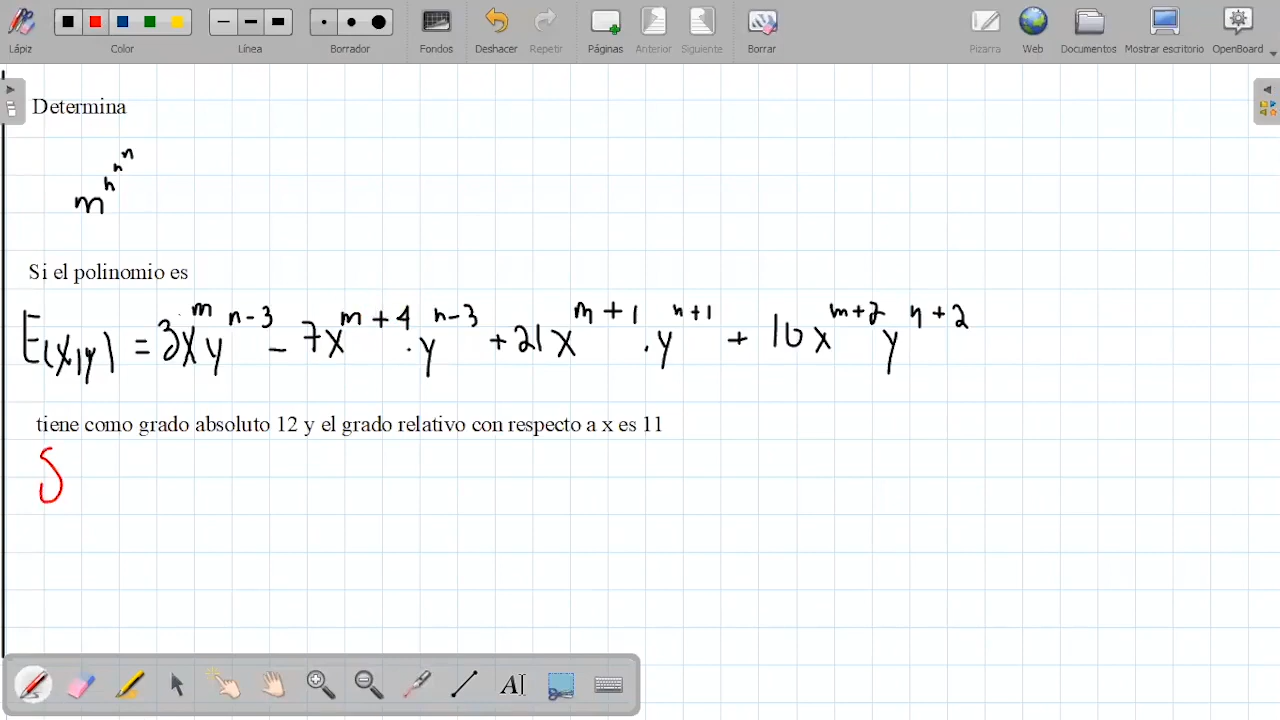 Lápiz Color Línea Borrador Fondos Deshacer Repetir Páginas Anterior Siguiente Borrar Pizarra Web Documentos Mostrar escritorio OpenBoard
Determina
m^n^n^n
Si el polinomio es
E(x,y) = 3x^m y^n-3 - 7x^m+4 . y^n-3 + 21x^m+1 . y^n+1 + 10x^m+2 y^n+2
tiene como grado absoluto 12 y el grado relativo con respecto a x es 11
S